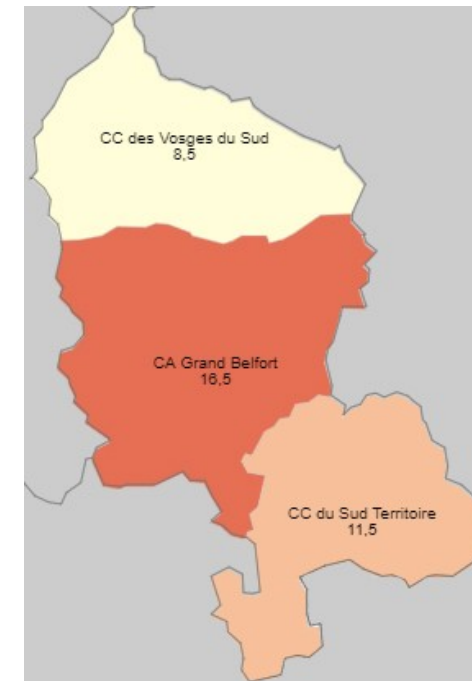 CC des Vosges du Sud
8,5
CA Grand Belfort
16,5
CC du Sud Territoire
11,5